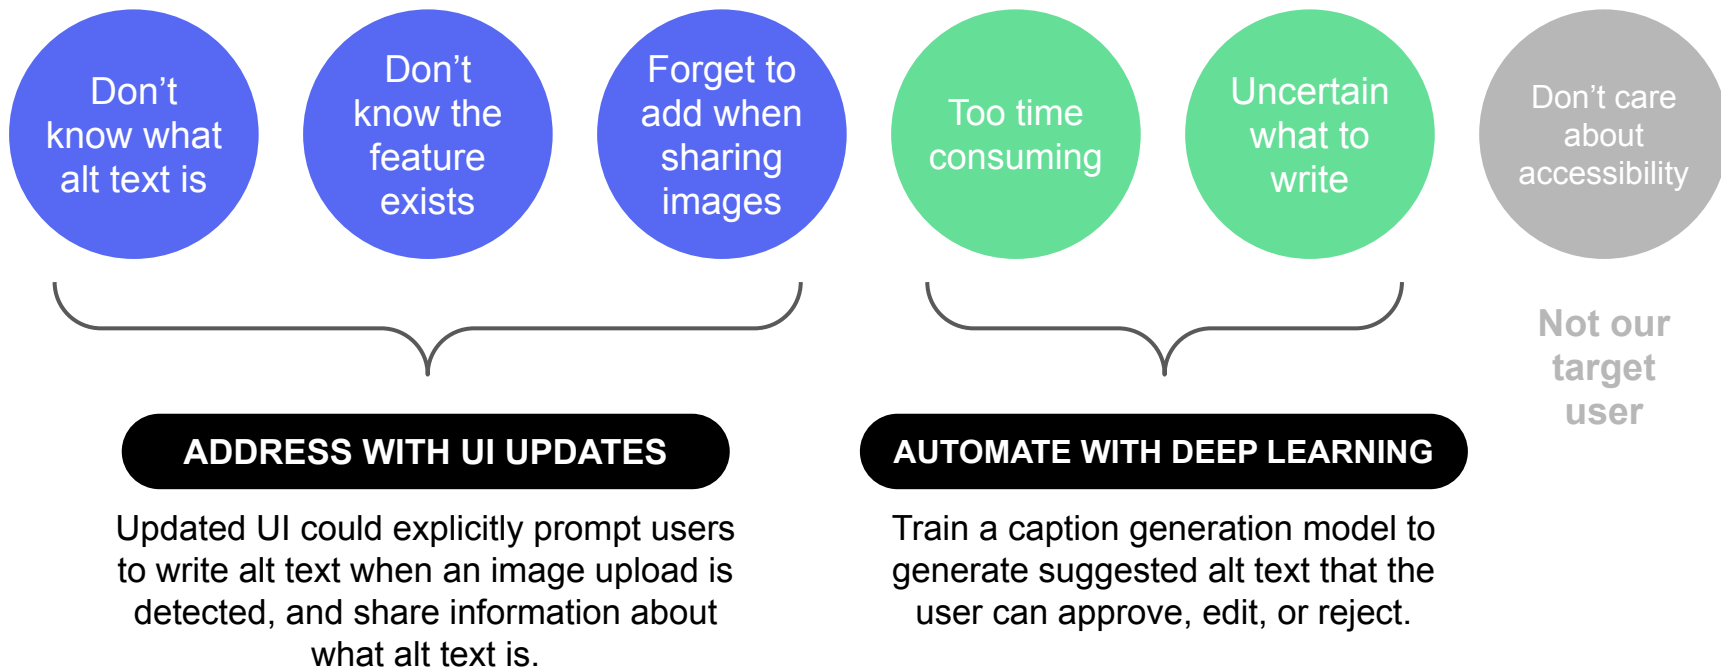 Don’t
know what
alt text is
Don’t
know the
feature
exists
Forget to
add when
sharing
images
Too time
consuming
Uncertain
what to
write
Don’t care
about
accessibility
Not our
target
user
ADDRESS WITH UI UPDATES
Updated UI could explicitly prompt users
to write alt text when an image upload is
detected, and share information about
what alt text is.
AUTOMATE WITH DEEP LEARNING
Train a caption generation model to
generate suggested alt text that the
user can approve, edit, or reject.